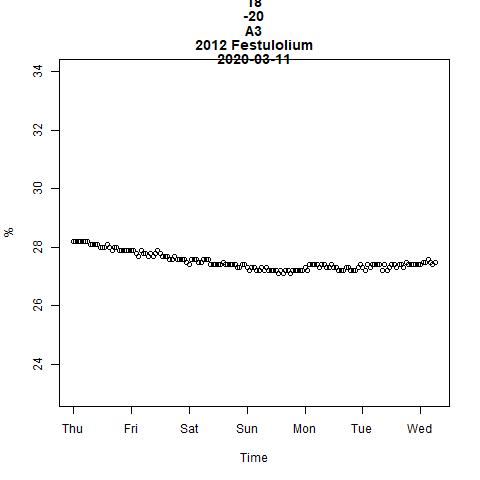 18
-20
A3
2012 Festulolium
2020-03-11
34
32
30
28
26
24
%
Thu Fri Sat Sun Mon Tue Wed
Time